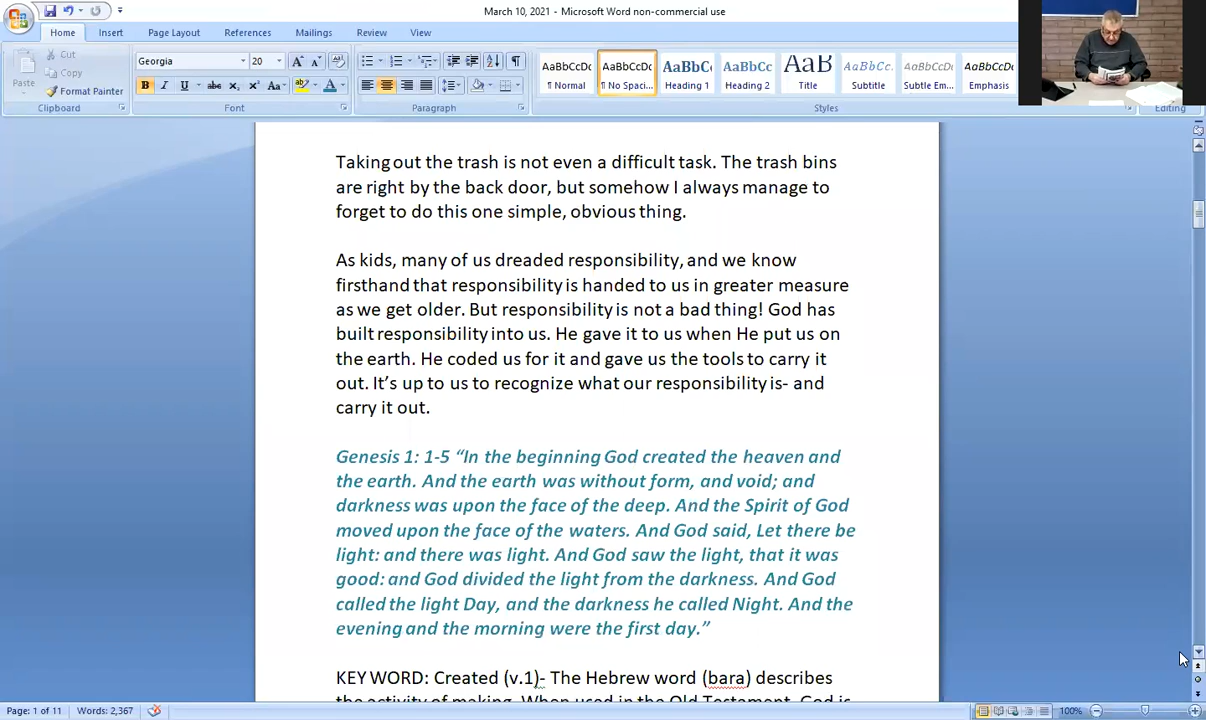 March 10, 2021 - Microsoft Word non-commercial use
Home Insert Page Layout References Mailings Review View
Cut
Copy
Format Painter
Paste
Clipboard
Georgia 20
Font
Paragraph
AaBbCcDc AaBbCcDc AaBbC AaBbCc AaB AaBbCcL AaBbCcDc AaBbCcDc
¶ Normal ¶ No Spaci... Heading 1 Heading 2 Title Subtitle Subtle Em... Emphasis
Styles
Editing
Taking out the trash is not even a difficult task. The trash bins
are right by the back door, but somehow I always manage to
forget to do this one simple, obvious thing.
As kids, many of us dreaded responsibility, and we know
firsthand that responsibility is handed to us in greater measure
as we get older. But responsibility is not a bad thing! God has
built responsibility into us. He gave it to us when He put us on
the earth. He coded us for it and gave us the tools to carry it
out. It’s up to us to recognize what our responsibility is- and
carry it out.
Genesis 1: 1-5 “In the beginning God created the heaven and
the earth. And the earth was without form, and void; and
darkness was upon the face of the deep. And the Spirit of God
moved upon the face of the waters. And God said, Let there be
light: and there was light. And God saw the light, that it was
good: and God divided the light from the darkness. And God
called the light Day, and the darkness he called Night. And the
evening and the morning were the first day.”
KEY WORD: Created (v.1)- The Hebrew word (bara) describes
the activity of making. When used in the Old Testament, God is
Page: 1 of 11 Words: 2,367 100%